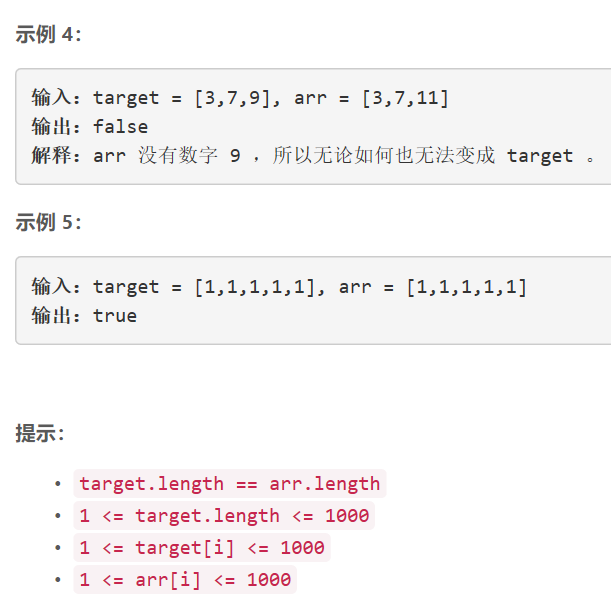 示例 4:
输入: target = [3,7,9], arr = [3,7,11]
输出: false
解释: arr 没有数字 9 ，所以无论如何也无法变成 target 。
示例 5:
输入: target = [1,1,1,1,1], arr = [1,1,1,1,1]
输出: true
提示:
• target.length == arr.length
• 1 <= target.length <= 1000
• 1 <= target[i] <= 1000
• 1 <= arr[i] <= 1000